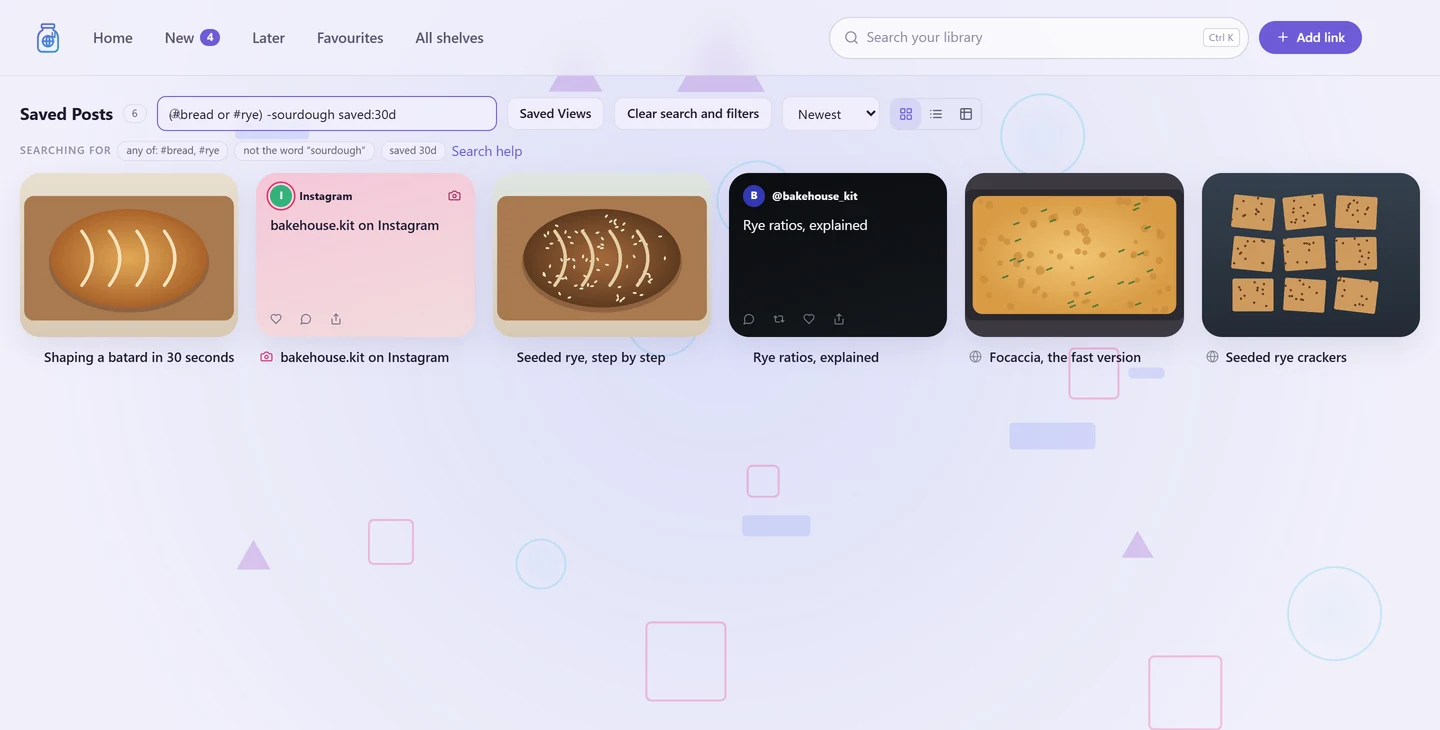 Home
New 4
Later
Favourites
All shelves
Search your library
Ctrl K
+ Add link
Saved Posts 6
(#bread or #rye) -sourdough saved:30d
Saved Views
Clear search and filters
Newest
SEARCHING FOR
any of: #bread, #rye
not the word “sourdough”
saved 30d
Search help
I Instagram
bakehouse.kit on Instagram
B @bakehouse_kit
Rye ratios, explained
Shaping a batard in 30 seconds
bakehouse.kit on Instagram
Seeded rye, step by step
Rye ratios, explained
Focaccia, the fast version
Seeded rye crackers